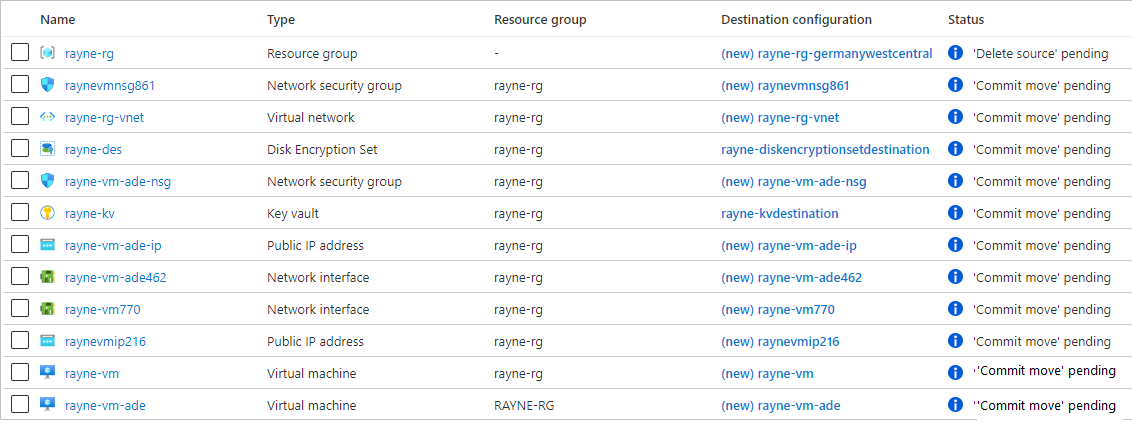 Name Type Resource group Destination configuration Status
rayne-rg Resource group - (new) rayne-rg-germanywestcentral 'Delete source' pending
raynevmnsg861 Network security group rayne-rg (new) raynevmnsg861 'Commit move' pending
rayne-rg-vnet Virtual network rayne-rg (new) rayne-rg-vnet 'Commit move' pending
rayne-des Disk Encryption Set rayne-rg rayne-diskencryptionsetdestination 'Commit move' pending
rayne-vm-ade-nsg Network security group rayne-rg (new) rayne-vm-ade-nsg 'Commit move' pending
rayne-kv Key vault rayne-rg rayne-kvdestination 'Commit move' pending
rayne-vm-ade-ip Public IP address rayne-rg (new) rayne-vm-ade-ip 'Commit move' pending
rayne-vm-ade462 Network interface rayne-rg (new) rayne-vm-ade462 'Commit move' pending
rayne-vm770 Network interface rayne-rg (new) rayne-vm770 'Commit move' pending
raynevmip216 Public IP address rayne-rg (new) raynevmip216 'Commit move' pending
rayne-vm Virtual machine rayne-rg (new) rayne-vm 'Commit move' pending
rayne-vm-ade Virtual machine RAYNE-RG (new) rayne-vm-ade ''Commit move' pending